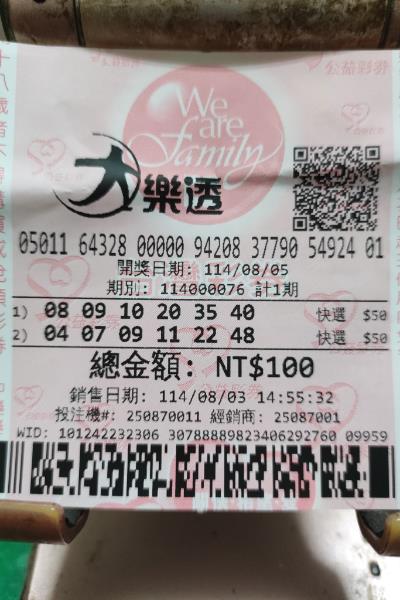 公益彩券
We
are
Family
大樂透
05011 64328 00000 94208 37790 54924 01
開獎日期: 114/08/05
期別: 114000076 計1期
1) 08 09 10 20 35 40 快選 $50
2) 04 07 09 11 22 48 快選 $50
總金額: NT$100
銷售日期: 114/08/03 14:55:32
投注機#: 250870011 經銷商: 25087001
WID: 101242232306 30788889823406292760 09959